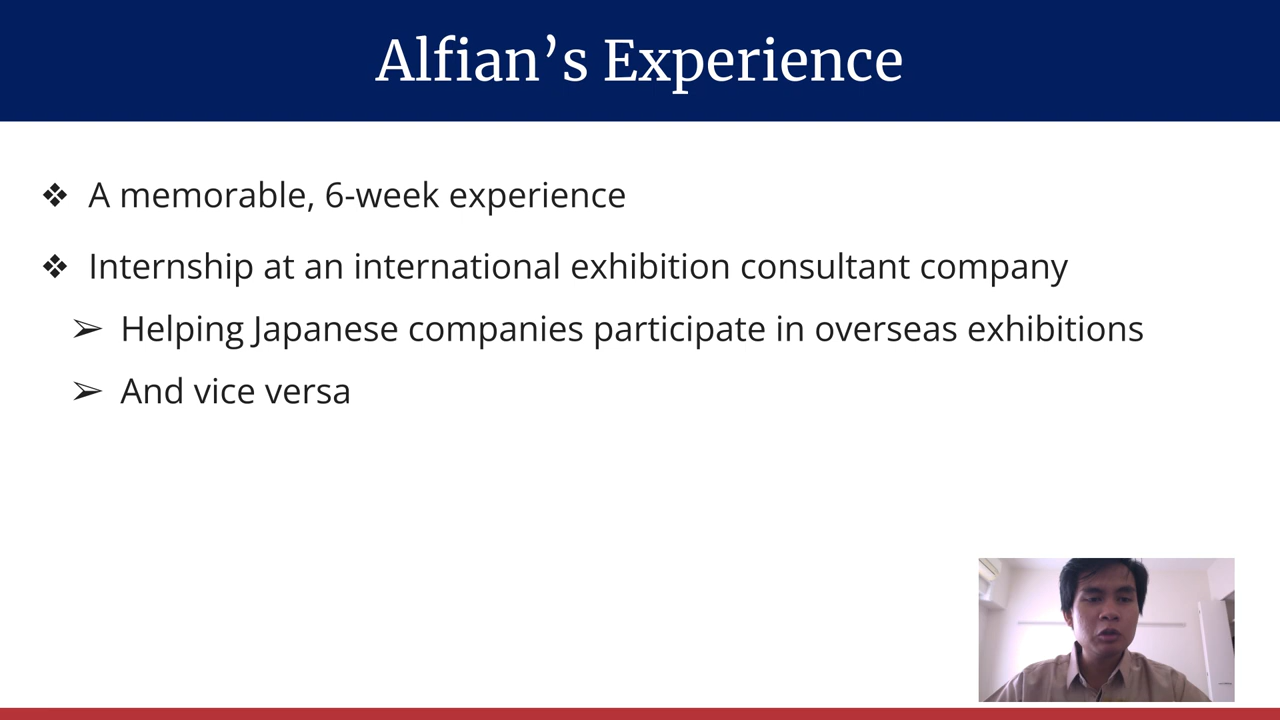 Alfian’s Experience
❖ A memorable, 6-week experience
❖ Internship at an international exhibition consultant company
➢ Helping Japanese companies participate in overseas exhibitions
➢ And vice versa